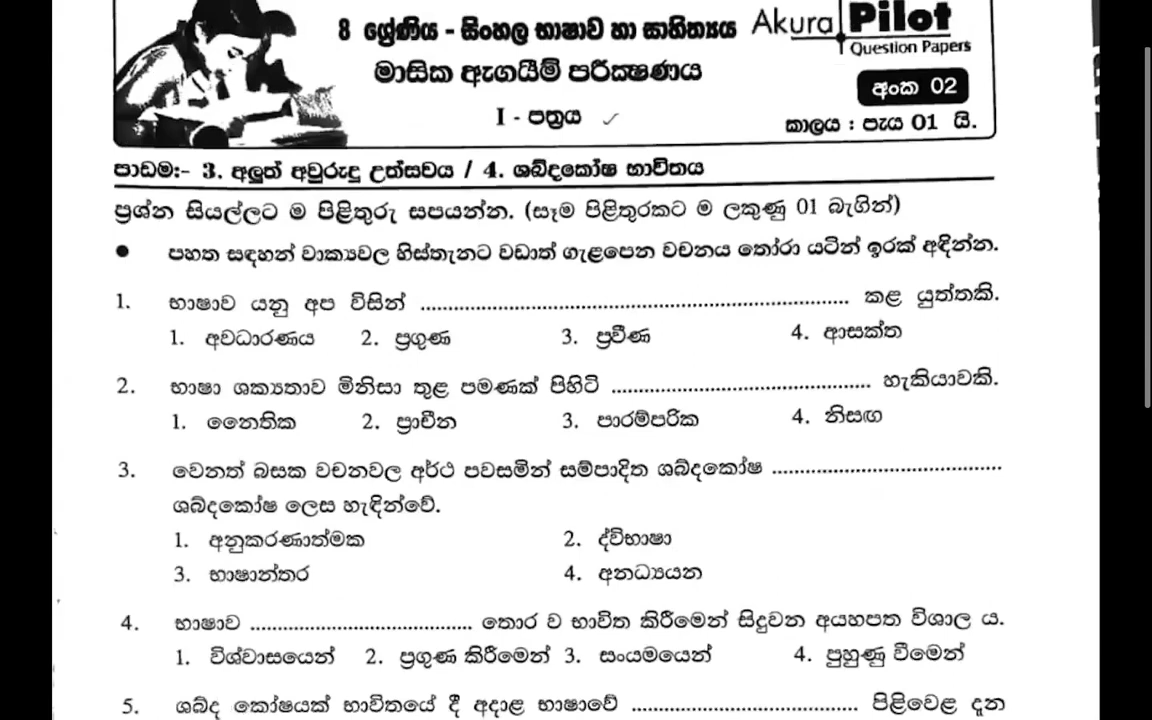 8 ශ්‍රේණිය - සිංහල භාෂාව හා සාහිත්‍යය
Akura Pilot
Question Papers
මාසික ඇගයීම් පරීක්ෂණය
අංක 02
I - පත්‍රය
කාලය : පැය 01 යි.
පාඩම:- 3. අලුත් අවුරුදු උත්සවය / 4. ශබ්දකෝෂ භාවිතය
ප්‍රශ්න සියල්ලට ම පිළිතුරු සපයන්න. (සෑම පිළිතුරකට ම ලකුණු 01 බැගින්)
● පහත සඳහන් වාක්‍යවල හිස්තැනට වඩාත් ගැළපෙන වචනය තෝරා යටින් ඉරක් අඳින්න.
1. භාෂාව යනු අප විසින් ........................................ කළ යුත්තකි.
1. අවධාරණය 2. ප්‍රගුණ 3. ප්‍රවීණ 4. ආසක්ත
2. භාෂා ශක්‍යතාව මිනිසා තුළ පමණක් පිහිටි ........................................ හැකියාවකි.
1. නෛතික 2. ප්‍රාචීන 3. පාරම්පරික 4. නිසඟ
3. වෙනත් බසක වචනවල අර්ථ පවසමින් සම්පාදිත ශබ්දකෝෂ ........................................
ශබ්දකෝෂ ලෙස හැඳින්වේ.
1. අනුකරණාත්මක 2. ද්විභාෂා
3. භාෂාන්තර 4. අනධ්‍යයන
4. භාෂාව ........................................ තොර ව භාවිත කිරීමෙන් සිදුවන අයහපත විශාල ය.
1. විශ්වාසයෙන් 2. ප්‍රගුණ කිරීමෙන් 3. සංයමයෙන් 4. පුහුණු වීමෙන්
5. ශබ්ද කෝෂයක් භාවිතයේ දී අදාළ භාෂාවේ ........................................ පිළිවෙළ දැන